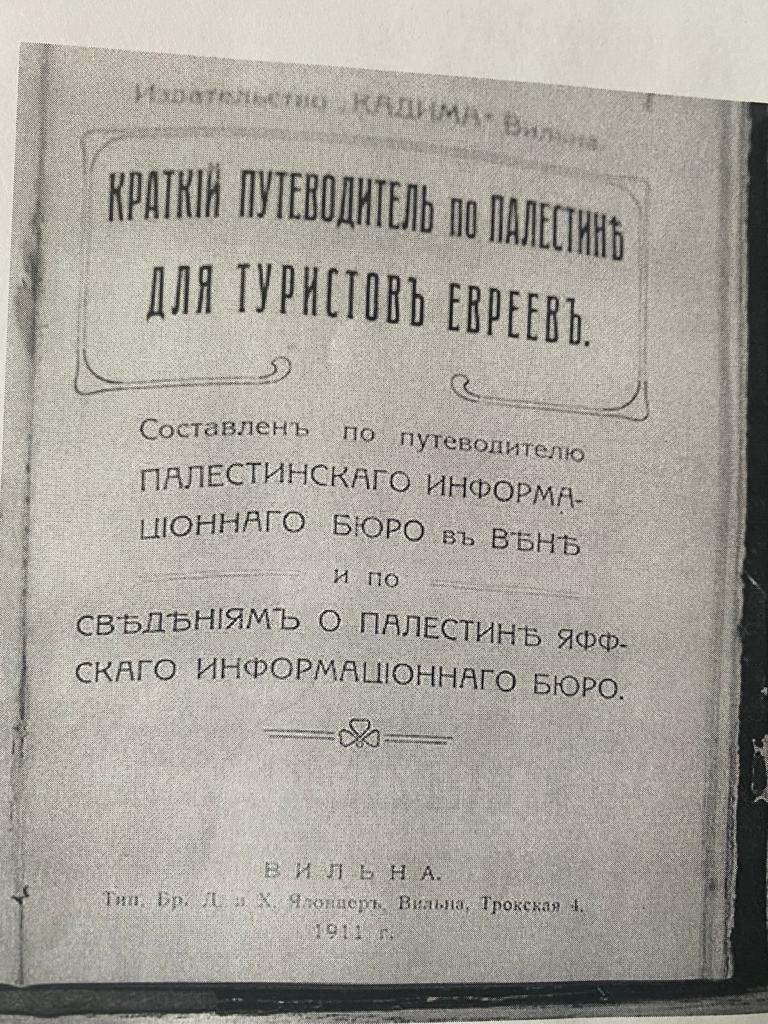 Издательство „КАДИМА" Вильна.
КРАТКІЙ ПУТЕВОДИТЕЛЬ по ПАЛЕСТИНѢ
ДЛЯ ТУРИСТОВЪ ЕВРЕЕВЪ.
Составленъ по путеводителю
ПАЛЕСТИНСКАГО ИНФОРМА-
ЦІОННАГО БЮРО въ ВѢНѢ
и по
СВѢДѢНІЯМЪ О ПАЛЕСТИНѢ ЯФФ-
СКАГО ИНФОРМАЦІОННАГО БЮРО.
ВИЛЬНА.
Тип. Бр. Д. и Х. Яловцеръ, Вильна, Трокская 4.
1911 г.